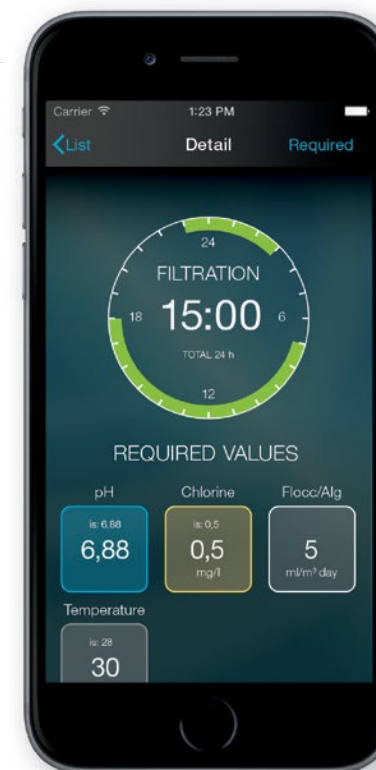 Carrier 1:23 PM
List Detail Required
24
FILTRATION
18 15:00 6
TOTAL 24 h
12
REQUIRED VALUES
pH Chlorine Flocc/Alg
is: 6,88 is: 0,5
6,88 0,5 5
mg/l ml/m³ day
Temperature
is: 28
30